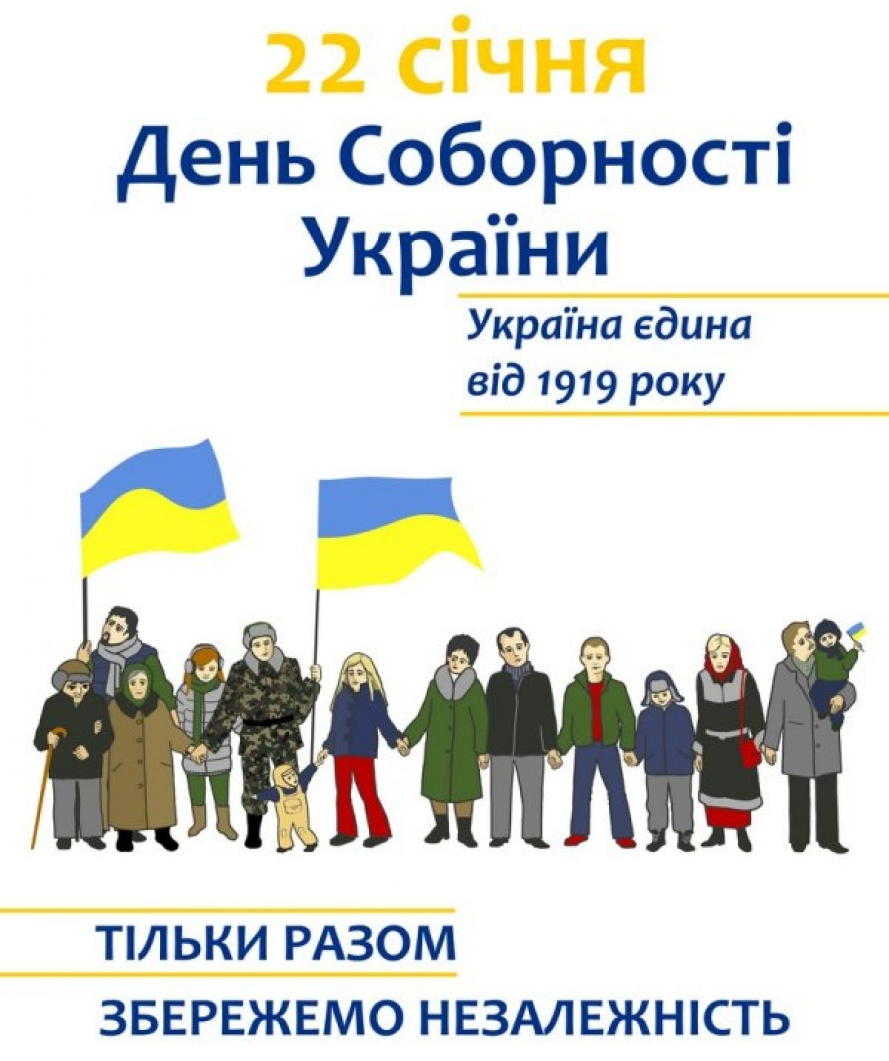 22 січня
День Соборності
України
Україна єдина
від 1919 року
ТІЛЬКИ РАЗОМ
ЗБЕРЕЖЕМО НЕЗАЛЕЖНІСТЬ